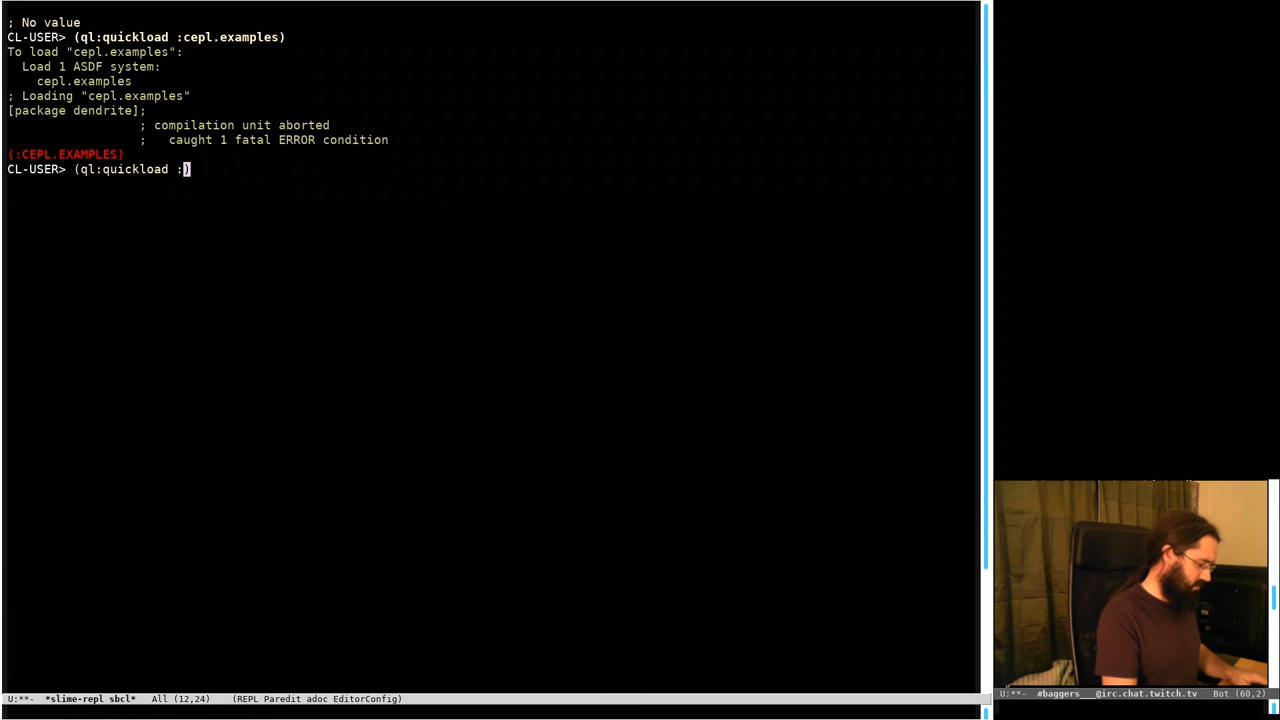 ; No value
CL-USER> (ql:quickload :cepl.examples)
To load "cepl.examples":
  Load 1 ASDF system:
    cepl.examples
; Loading "cepl.examples"
[package dendrite];
                  ; compilation unit aborted
                  ;   caught 1 fatal ERROR condition
(:CEPL.EXAMPLES)
CL-USER> (ql:quickload :)
U:**-  *slime-repl sbcl*   All (12,24)   (REPL Paredit adoc EditorConfig)
U:**-  #baggers___@irc.chat.twitch.tv   Bot (60,2)